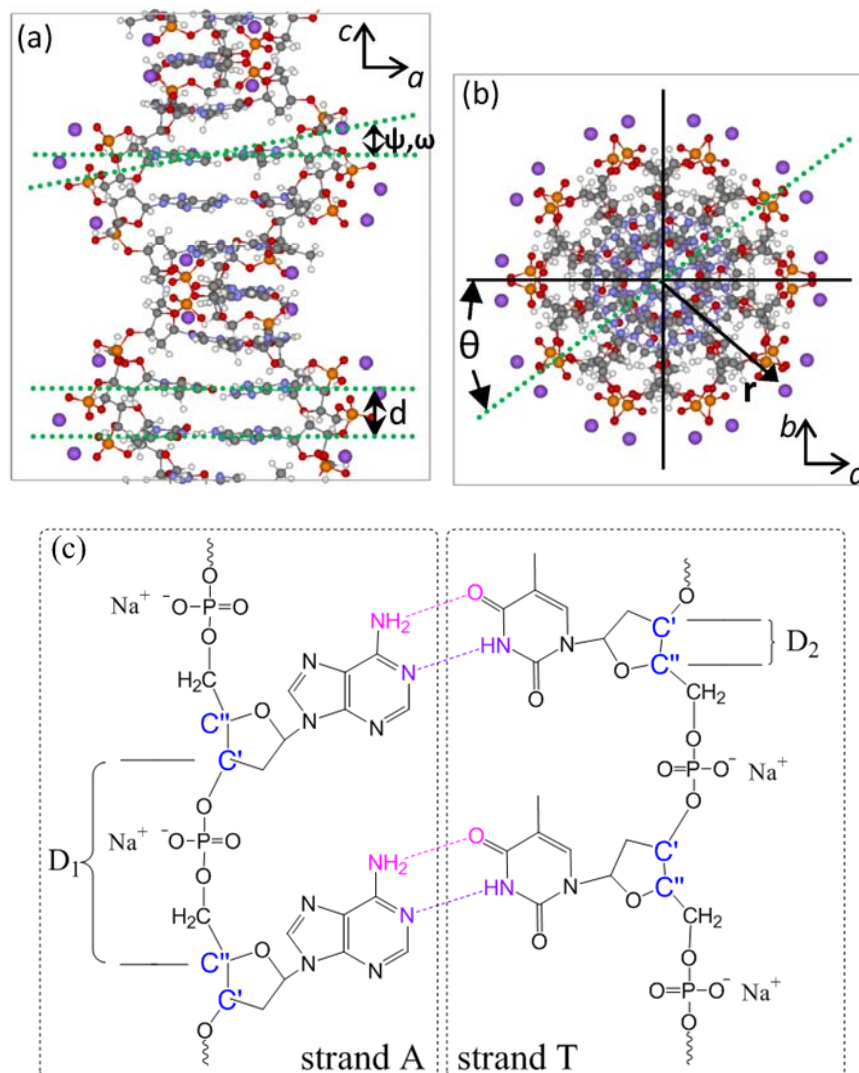 (a)
c
a
ψ,ω
d
(b)
θ
r
b
a
(c)
O
Na⁺ ⁻O-P=O
O
H₂C
C'' O
C'
O
Na⁺ ⁻O-P=O
O
H₂C
C'' O
C'
O
D₁
NH₂
N
N
N
N
NH₂
N
N
N
N
strand A
O
HN
N
O
O
C'
C''
O
D₂
CH₂
O
O=P-O⁻ Na⁺
O
O
HN
N
O
C'
C''
O
CH₂
O
O=P-O⁻ Na⁺
O
strand T